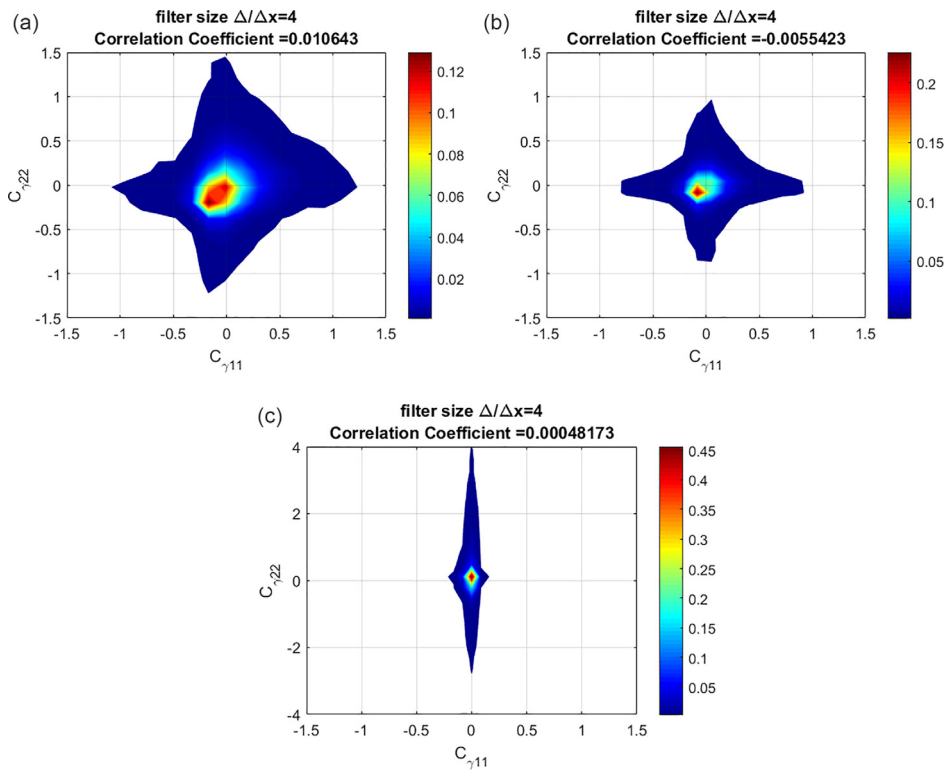 (a)
filter size Δ/Δx=4
Correlation Coefficient =0.010643
1.5
1
0.5
0
-0.5
-1
-1.5
-1.5 -1 -0.5 0 0.5 1 1.5
Cγ22
Cγ11
0.12
0.1
0.08
0.06
0.04
0.02
(b)
filter size Δ/Δx=4
Correlation Coefficient =-0.0055423
1.5
1
0.5
0
-0.5
-1
-1.5
-1.5 -1 -0.5 0 0.5 1 1.5
Cγ22
Cγ11
0.2
0.15
0.1
0.05
(c)
filter size Δ/Δx=4
Correlation Coefficient =0.00048173
4
2
0
-2
-4
-1.5 -1 -0.5 0 0.5 1 1.5
Cγ22
Cγ11
0.45
0.4
0.35
0.3
0.25
0.2
0.15
0.1
0.05